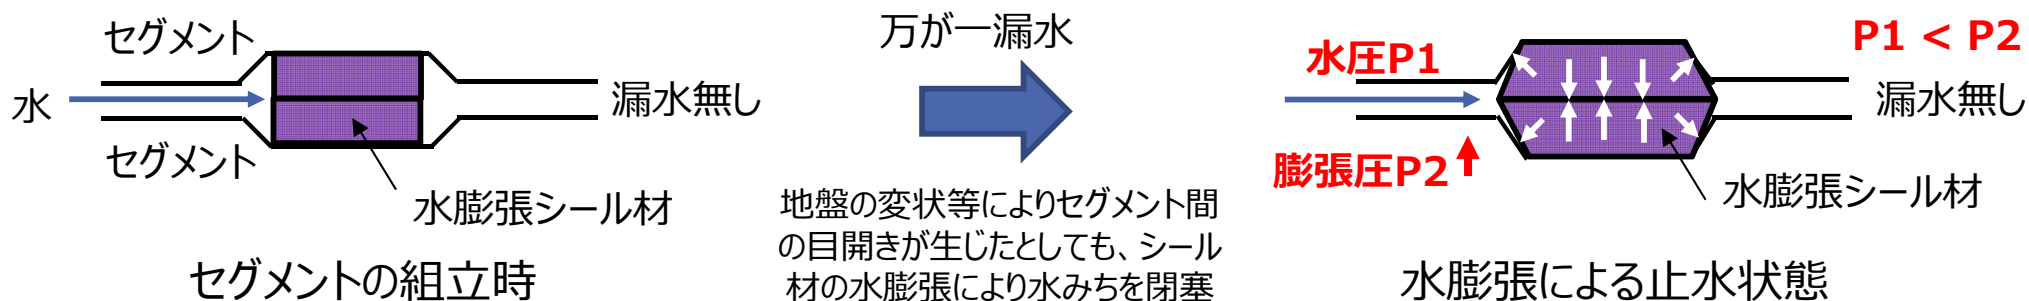 セグメント
水
漏水無し
セグメント
水膨張シール材
セグメントの組立時
万が一漏水
地盤の変状等によりセグメント間
の目開きが生じたとしても、シール
材の水膨張により水みちを閉塞
水圧P1
P1 < P2
漏水無し
膨張圧P2
水膨張シール材
水膨張による止水状態